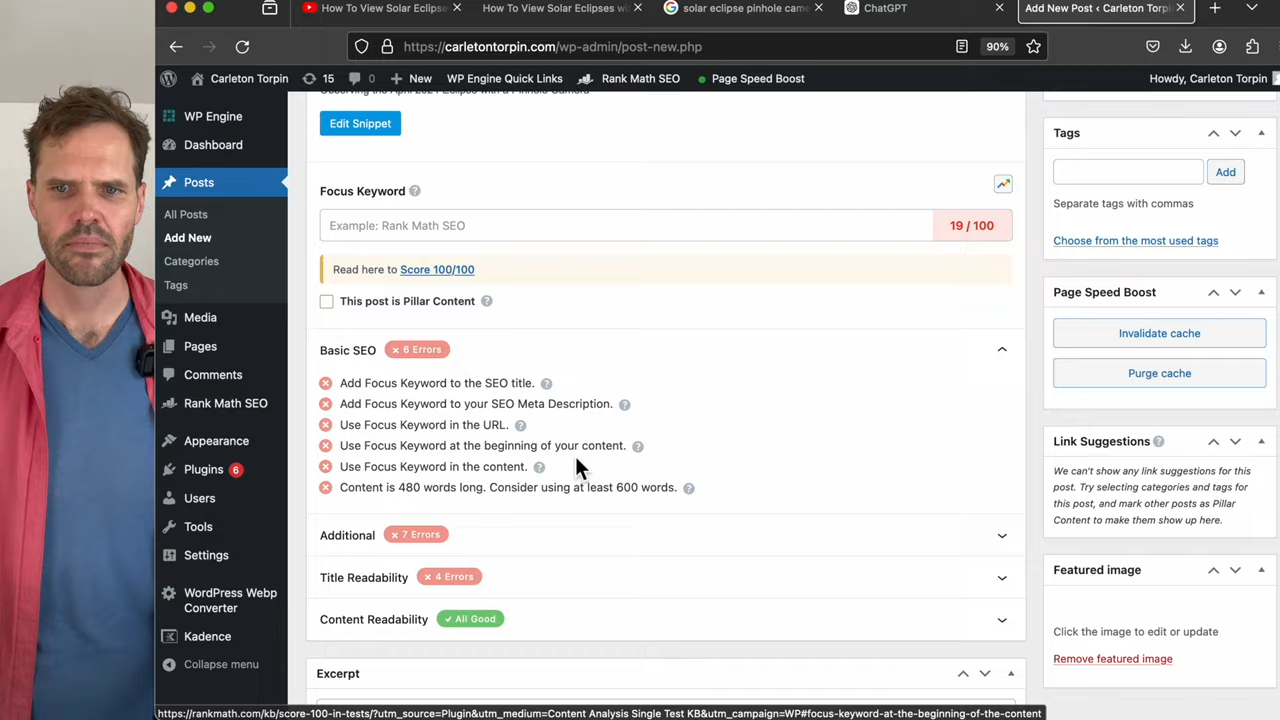 How To View Solar Eclipse
How To View Solar Eclipses wi
solar eclipse pinhole cam
ChatGPT
Add New Post ‹ Carleton Torpi
https://carletontorpin.com/wp-admin/post-new.php
90%
Carleton Torpin
15
0
New
WP Engine Quick Links
Rank Math SEO
Page Speed Boost
Howdy, Carleton Torpin
WP Engine
Dashboard
Posts
All Posts
Add New
Categories
Tags
Media
Pages
Comments
Rank Math SEO
Appearance
Plugins 6
Users
Tools
Settings
WordPress Webp
Converter
Kadence
Collapse menu
Observing the April 2024 Eclipse with a Pinhole Camera
Edit Snippet
Focus Keyword
Example: Rank Math SEO
19 / 100
Read here to Score 100/100
This post is Pillar Content
Basic SEO × 6 Errors
Add Focus Keyword to the SEO title.
Add Focus Keyword to your SEO Meta Description.
Use Focus Keyword in the URL.
Use Focus Keyword at the beginning of your content.
Use Focus Keyword in the content.
Content is 480 words long. Consider using at least 600 words.
Additional × 7 Errors
Title Readability × 4 Errors
Content Readability ✓ All Good
Excerpt
Tags
Add
Separate tags with commas
Choose from the most used tags
Page Speed Boost
Invalidate cache
Purge cache
Link Suggestions
We can't show any link suggestions for this
post. Try selecting categories and tags for
this post, and mark other posts as Pillar
Content to make them show up here.
Featured image
Click the image to edit or update
Remove featured image
https://rankmath.com/kb/score-100-in-tests/?utm_source=Plugin&utm_medium=Content Analysis Single Test KB&utm_campaign=WP#focus-keyword-at-the-beginning-of-the-content